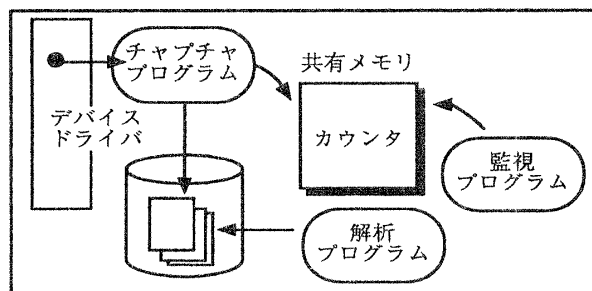 チャプチャ
プログラム
共有メモリ
デバイス
ドライバ
カウンタ
監視
プログラム
解析
プログラム